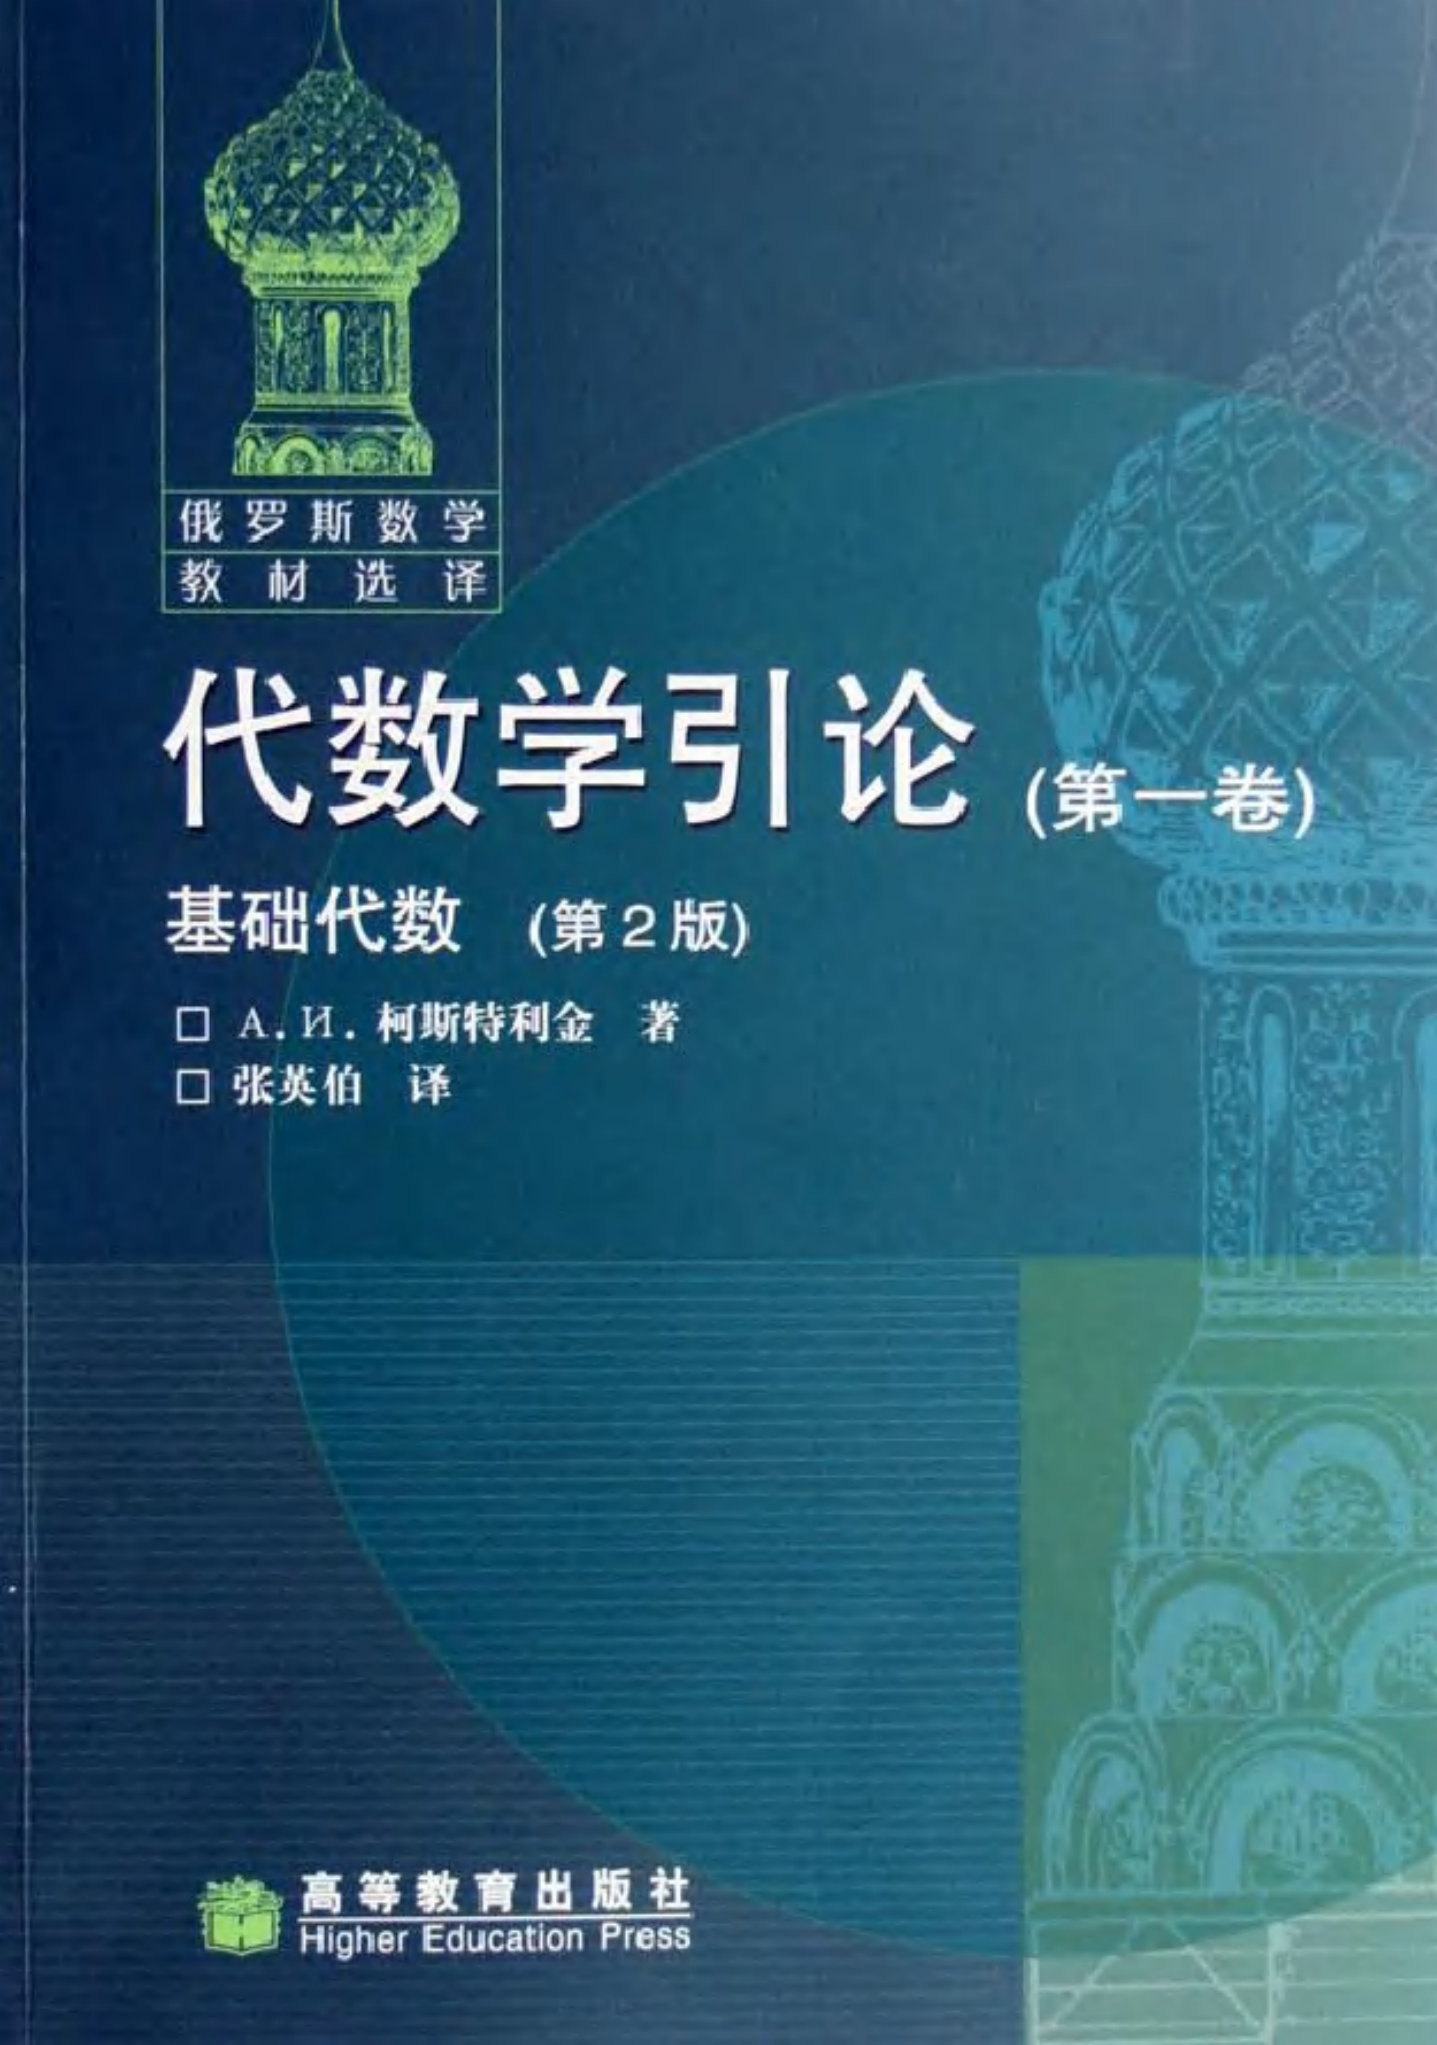 俄罗斯数学
教材选译
代数学引论 (第一卷)
基础代数 (第2版)
□ А.И.柯斯特利金 著
□ 张英伯 译
高等教育出版社
Higher Education Press